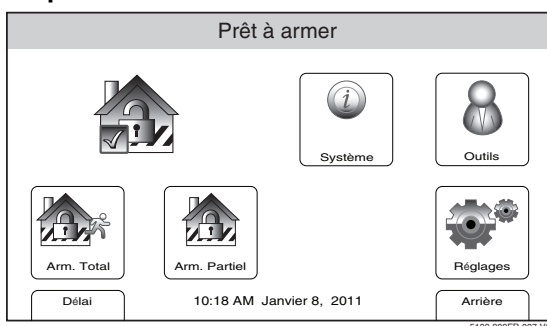 Prêt à armer
Système
Outils
Arm. Total
Arm. Partiel
Réglages
Délai
10:18 AM Janvier 8, 2011
Arrière